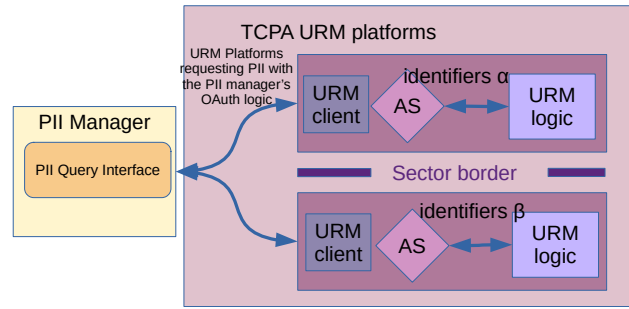 TCPA URM platforms
URM Platforms
requesting PII with
the PII manager's
OAuth logic
identifiers α
URM
client
AS
URM
logic
PII Manager
PII Query Interface
Sector border
identifiers β
URM
client
AS
URM
logic